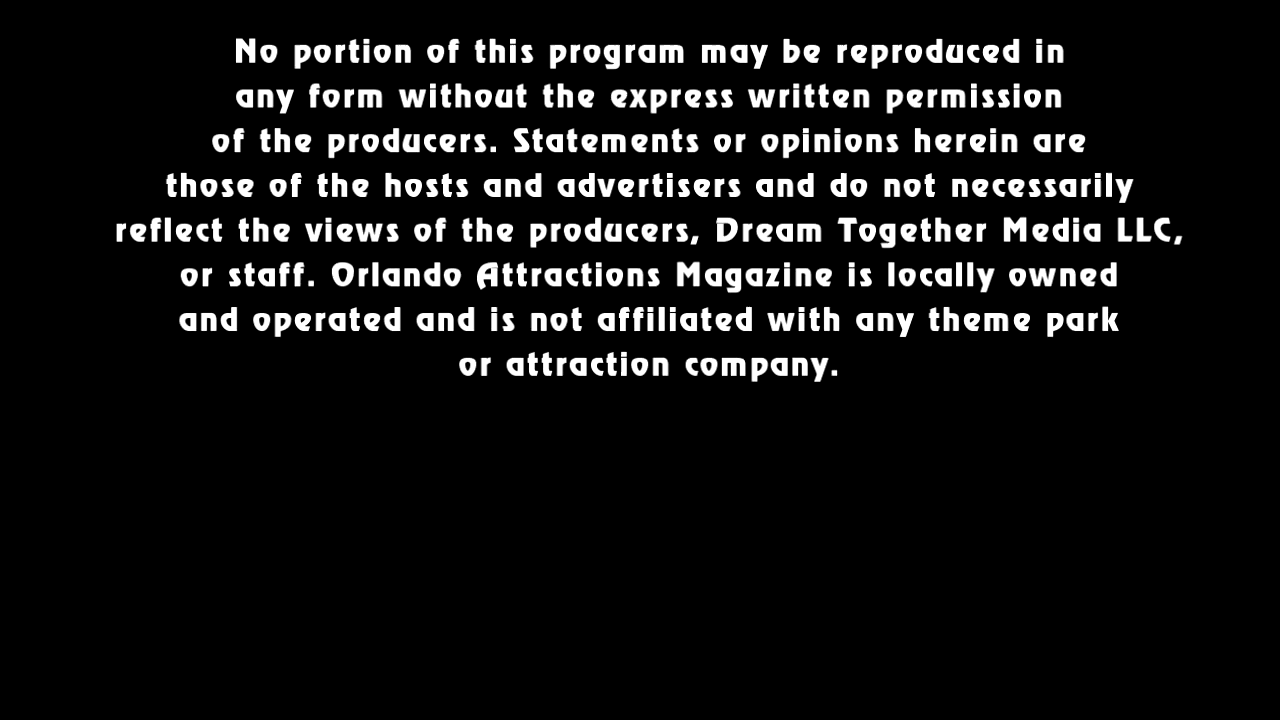 No portion of this program may be reproduced in
any form without the express written permission
of the producers. Statements or opinions herein are
those of the hosts and advertisers and do not necessarily
reflect the views of the producers, Dream Together Media LLC,
or staff. Orlando Attractions Magazine is locally owned
and operated and is not affiliated with any theme park
or attraction company.